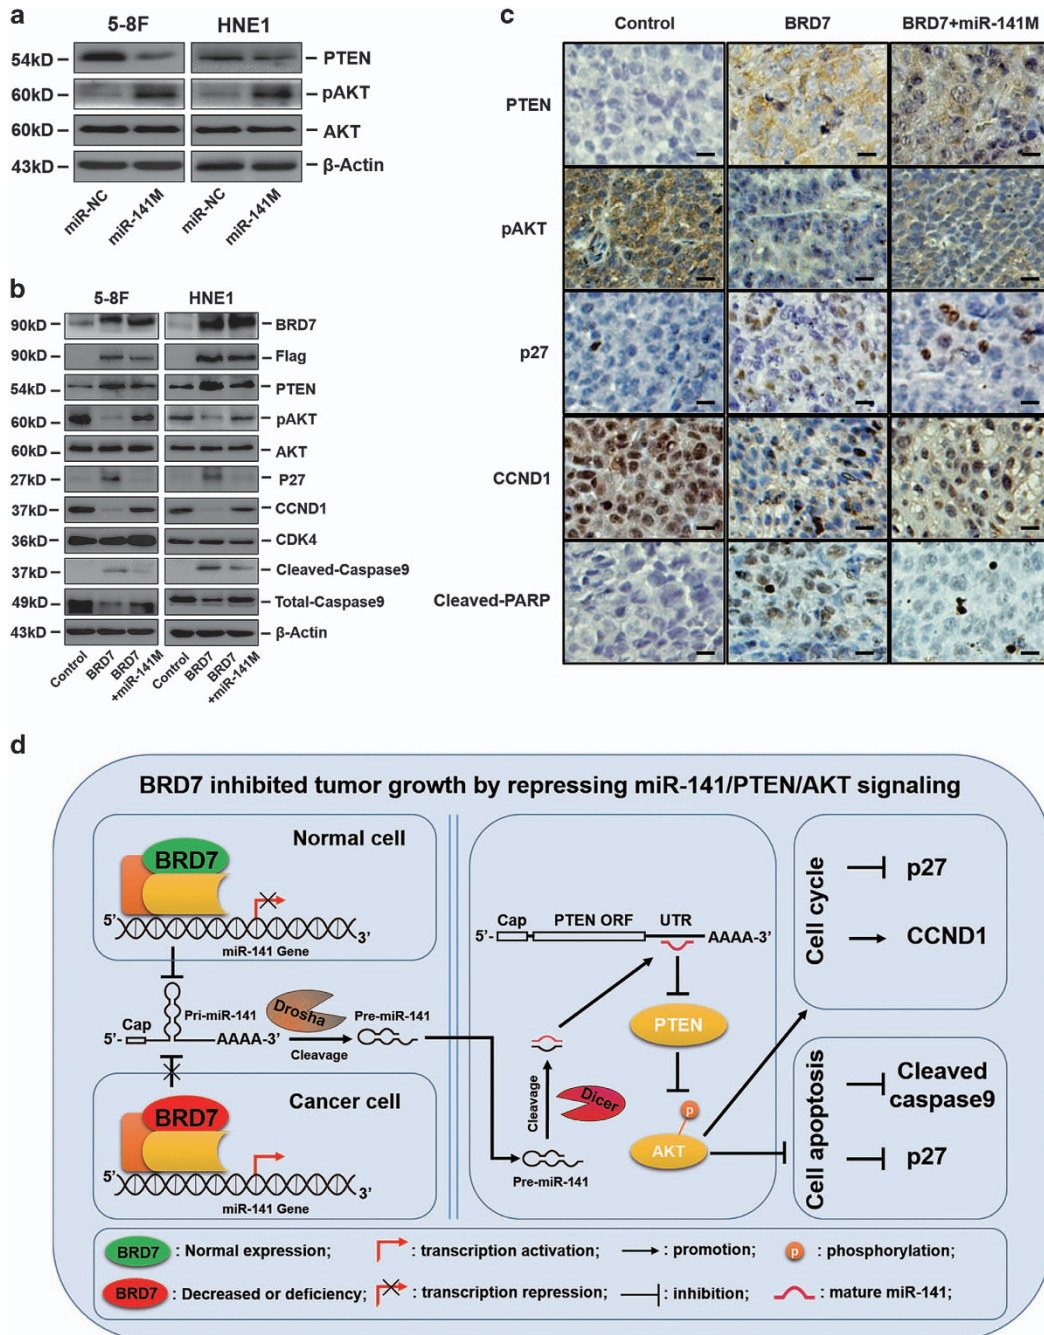 a
5-8F HNE1
54kD PTEN
60kD pAKT
60kD AKT
43kD β-Actin
miR-NC miR-141M miR-NC miR-141M
b
5-8F HNE1
90kD BRD7
90kD Flag
54kD PTEN
60kD pAKT
60kD AKT
27kD P27
37kD CCND1
36kD CDK4
37kD Cleaved-Caspase9
49kD Total-Caspase9
43kD β-Actin
Control BRD7 BRD7 +miR-141M Control BRD7 BRD7 +miR-141M
c
Control BRD7 BRD7+miR-141M
PTEN
pAKT
p27
CCND1
Cleaved-PARP
d
BRD7 inhibited tumor growth by repressing miR-141/PTEN/AKT signaling
Normal cell
BRD7
5' 3'
miR-141 Gene
Pri-miR-141
Cap
5'- AAAA-3'
Drosha
Cleavage
Pre-miR-141
Cancer cell
BRD7
5' 3'
miR-141 Gene
Cap PTEN ORF UTR
5'- AAAA-3'
PTEN
p
AKT
Cleavage
Dicer
Pre-miR-141
Cell cycle
p27
CCND1
Cell apoptosis
Cleaved
caspase9
p27
BRD7 : Normal expression; : transcription activation; : promotion; p : phosphorylation;
BRD7 : Decreased or deficiency; : transcription repression; : inhibition; : mature miR-141;